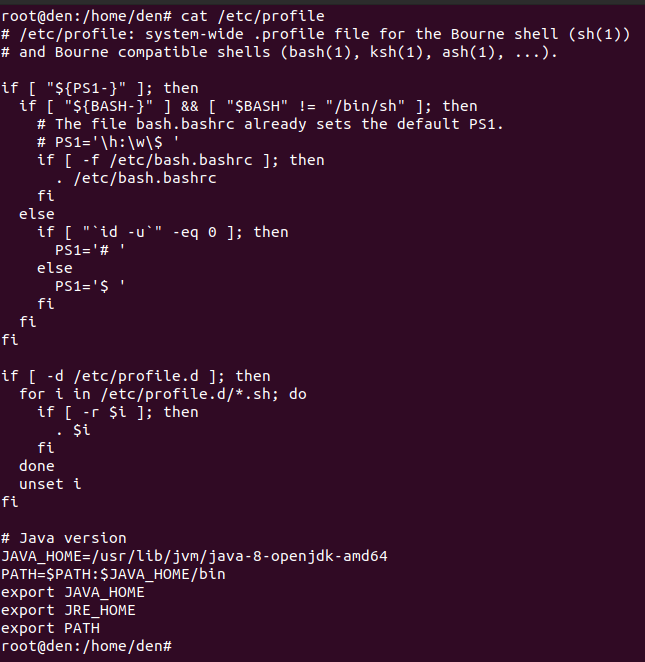 root@den:/home/den# cat /etc/profile
# /etc/profile: system-wide .profile file for the Bourne shell (sh(1))
# and Bourne compatible shells (bash(1), ksh(1), ash(1), ...).

if [ "${PS1-}" ]; then
  if [ "${BASH-}" ] && [ "$BASH" != "/bin/sh" ]; then
    # The file bash.bashrc already sets the default PS1.
    # PS1='\h:\w\$ '
    if [ -f /etc/bash.bashrc ]; then
      . /etc/bash.bashrc
    fi
  else
    if [ "`id -u`" -eq 0 ]; then
      PS1='# '
    else
      PS1='$ '
    fi
  fi
fi

if [ -d /etc/profile.d ]; then
  for i in /etc/profile.d/*.sh; do
    if [ -r $i ]; then
      . $i
    fi
  done
  unset i
fi

# Java version
JAVA_HOME=/usr/lib/jvm/java-8-openjdk-amd64
PATH=$PATH:$JAVA_HOME/bin
export JAVA_HOME
export JRE_HOME
export PATH
root@den:/home/den#